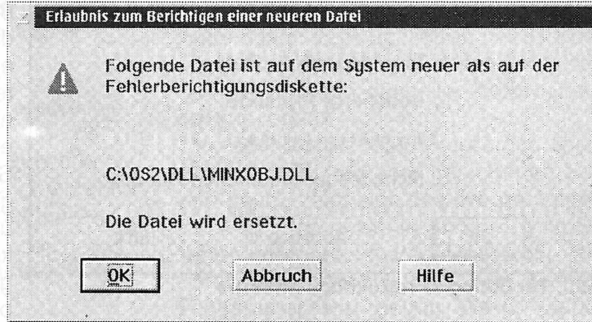 Erlaubnis zum Berichtigen einer neueren Datei
Folgende Datei ist auf dem System neuer als auf der
Fehlerberichtigungsdiskette:
C:\OS2\DLL\MINXOBJ.DLL
Die Datei wird ersetzt.
OK
Abbruch
Hilfe